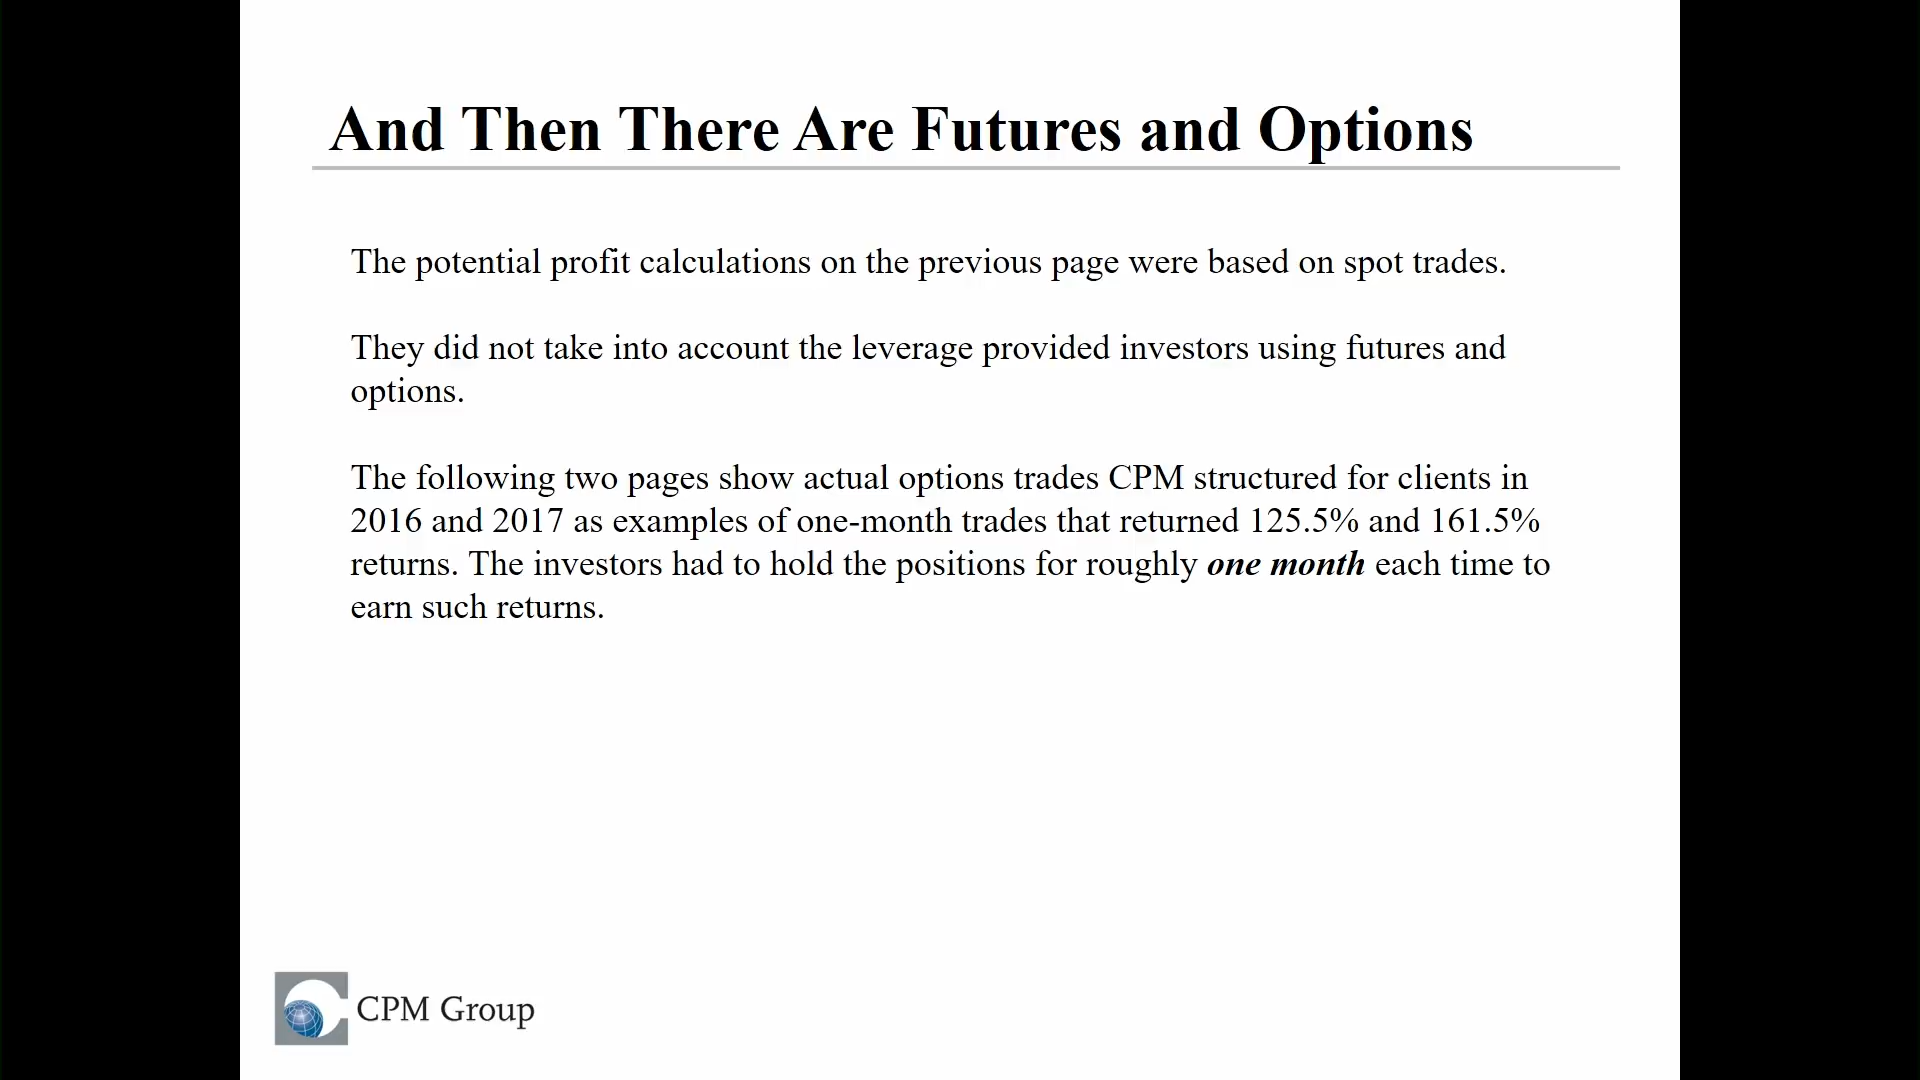 And Then There Are Futures and Options
The potential profit calculations on the previous page were based on spot trades.
They did not take into account the leverage provided investors using futures and
options.
The following two pages show actual options trades CPM structured for clients in
2016 and 2017 as examples of one-month trades that returned 125.5% and 161.5%
returns. The investors had to hold the positions for roughly one month each time to
earn such returns.
CPM Group